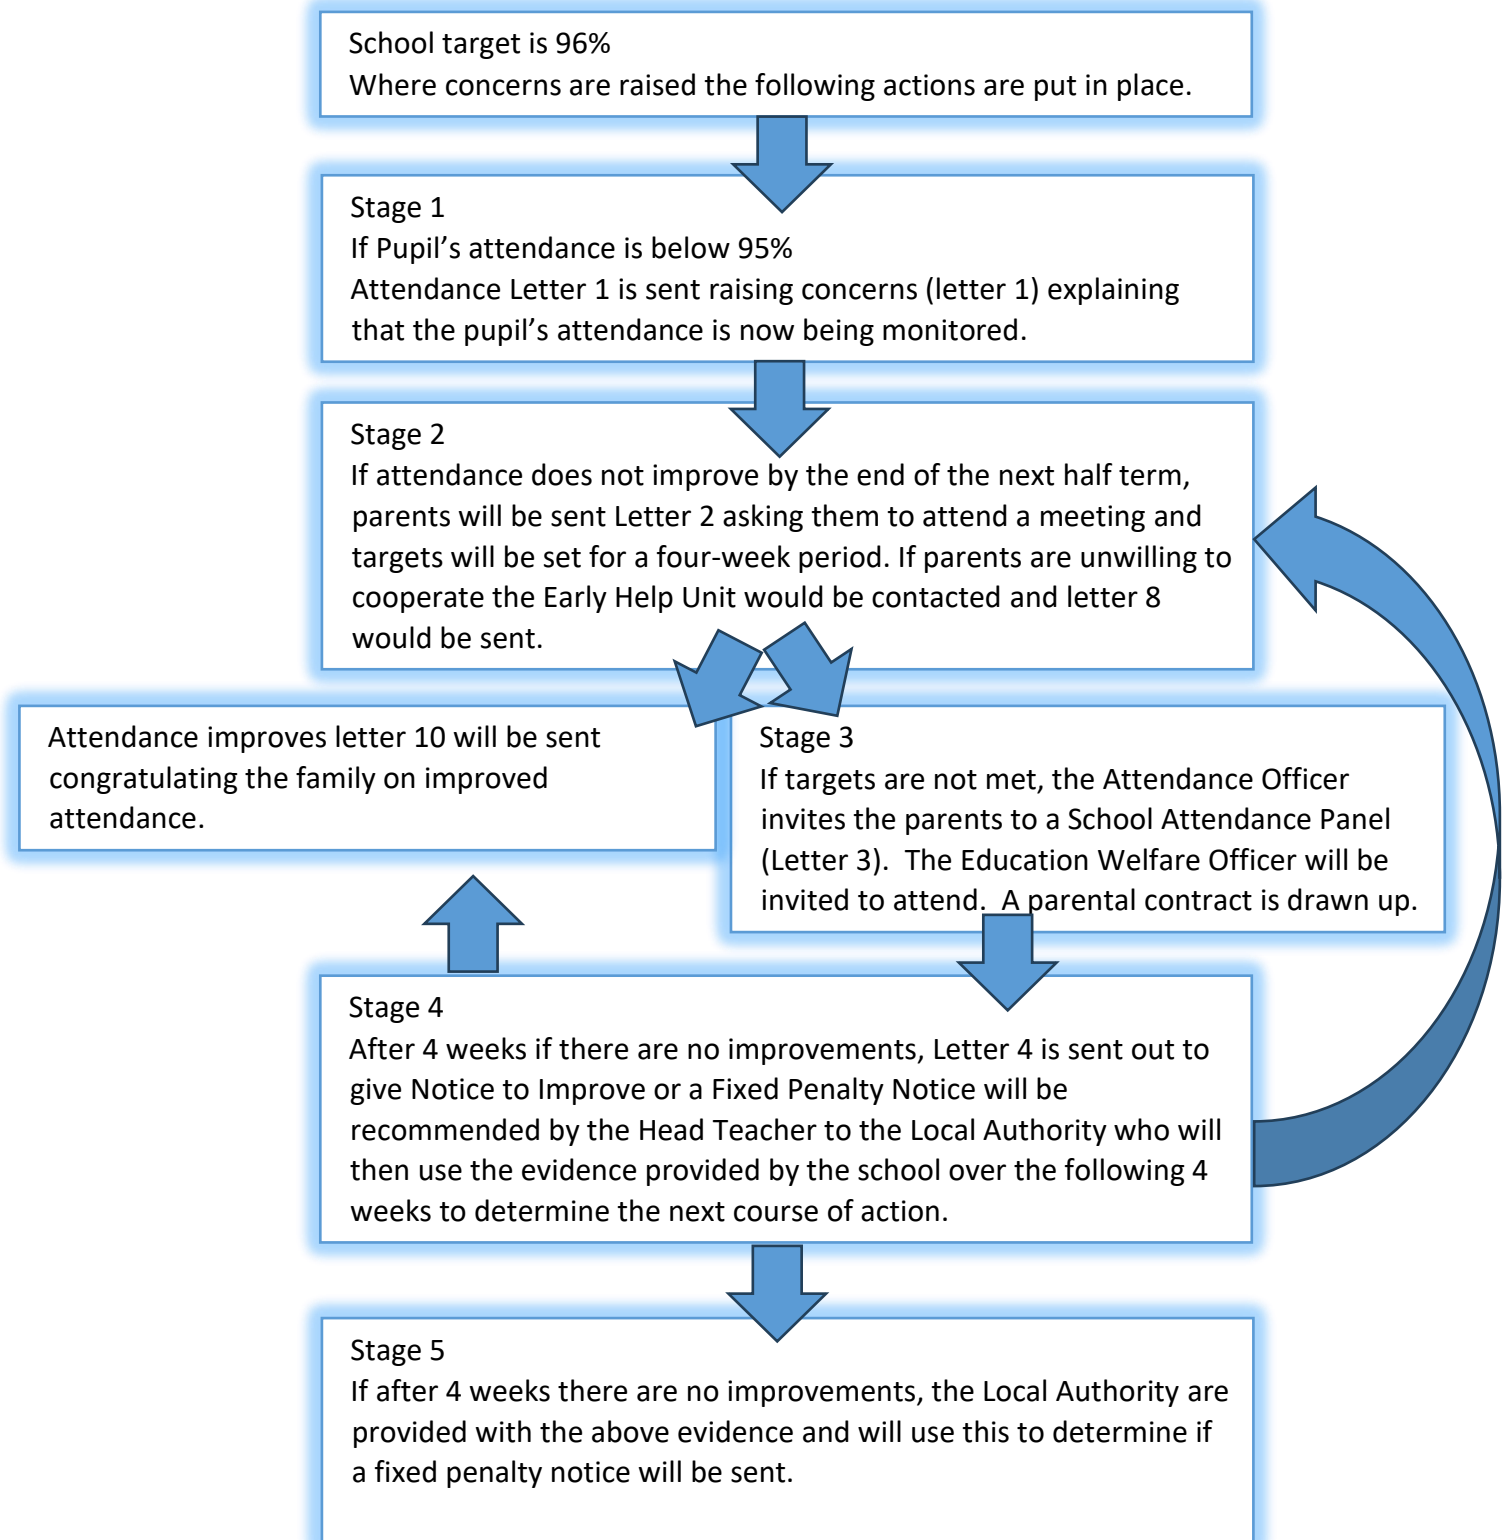 School target is 96%
Where concerns are raised the following actions are put in place.
Stage 1
If Pupil’s attendance is below 95%
Attendance Letter 1 is sent raising concerns (letter 1) explaining
that the pupil’s attendance is now being monitored.
Stage 2
If attendance does not improve by the end of the next half term,
parents will be sent Letter 2 asking them to attend a meeting and
targets will be set for a four-week period. If parents are unwilling to
cooperate the Early Help Unit would be contacted and letter 8
would be sent.
Attendance improves letter 10 will be sent
congratulating the family on improved
attendance.
Stage 3
If targets are not met, the Attendance Officer
invites the parents to a School Attendance Panel
(Letter 3).  The Education Welfare Officer will be
invited to attend.  A parental contract is drawn up.
Stage 4
After 4 weeks if there are no improvements, Letter 4 is sent out to
give Notice to Improve or a Fixed Penalty Notice will be
recommended by the Head Teacher to the Local Authority who will
then use the evidence provided by the school over the following 4
weeks to determine the next course of action.
Stage 5
If after 4 weeks there are no improvements, the Local Authority are
provided with the above evidence and will use this to determine if
a fixed penalty notice will be sent.